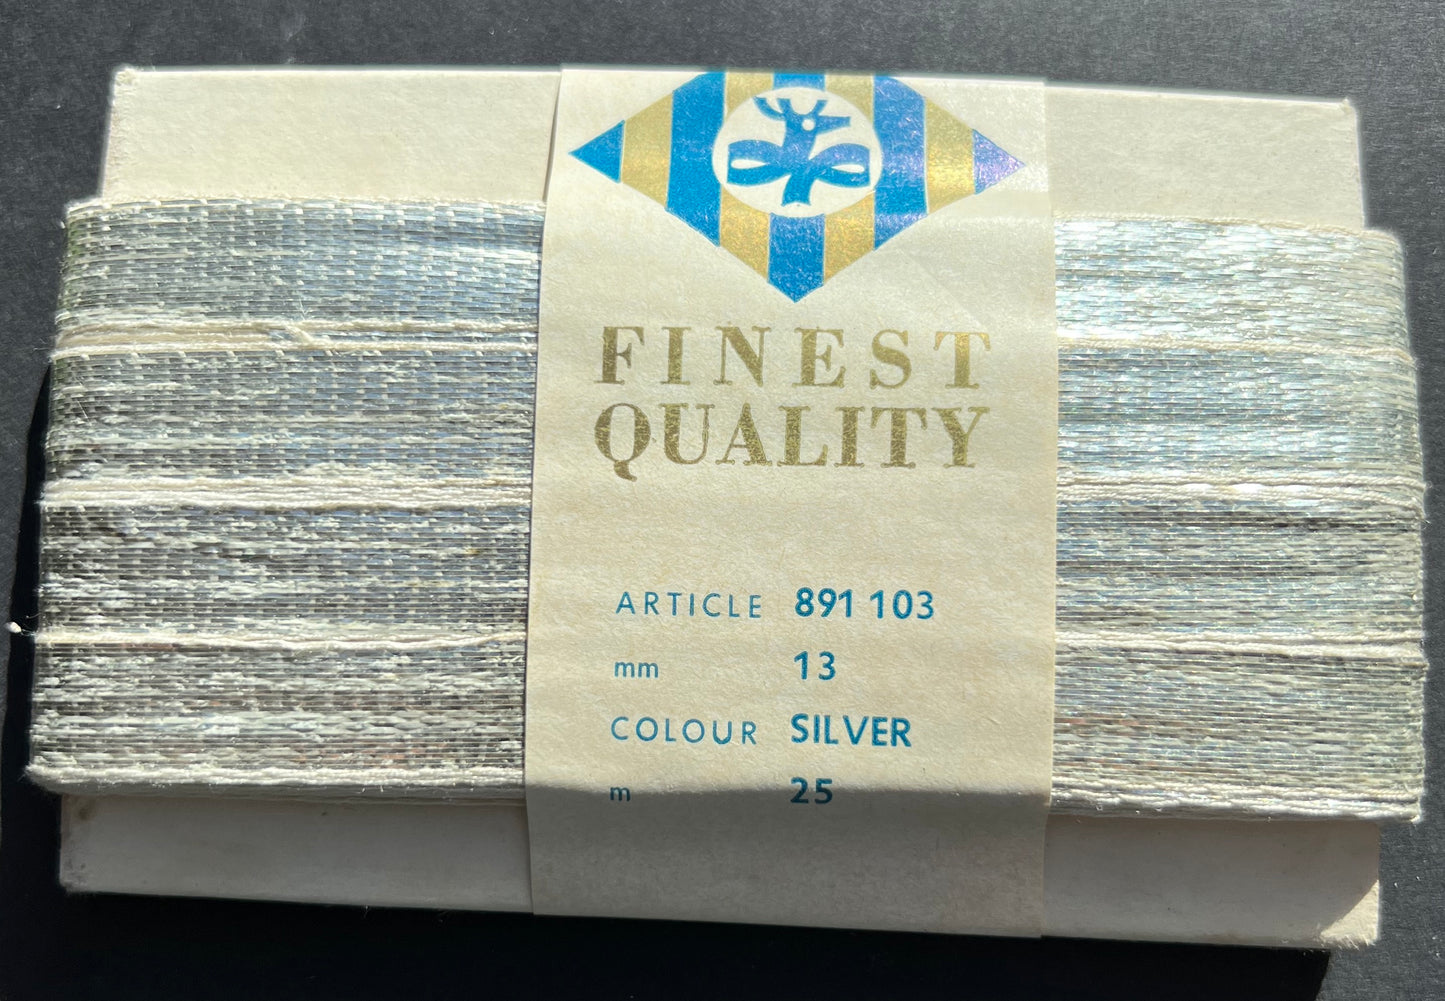 FINEST
QUALITY
ARTICLE 891 103
mm 13
COLOUR SILVER
m 25